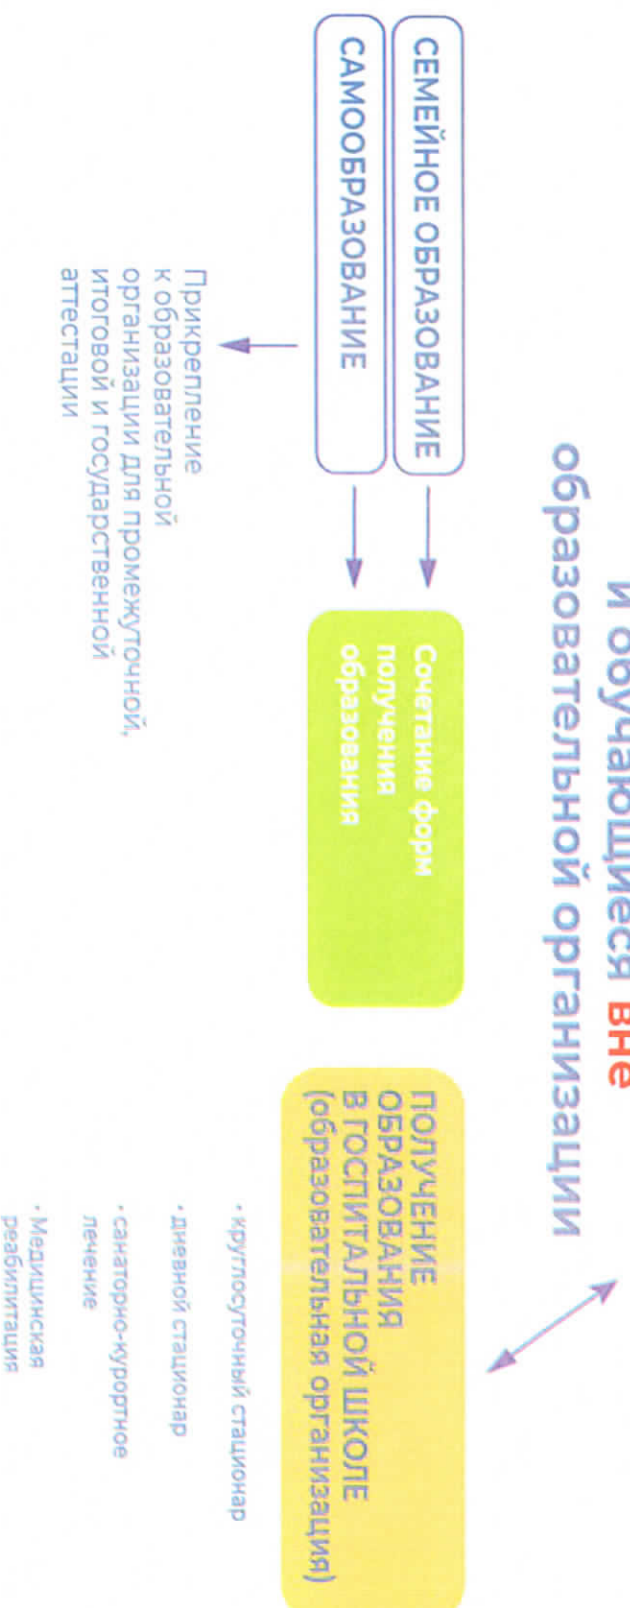 и обучающиеся вне
образовательной организации
СЕМЕЙНОЕ ОБРАЗОВАНИЕ
САМООБРАЗОВАНИЕ
Прикрепление
к образовательной
организации для промежуточной,
итоговой и государственной
аттестации
Сочетание форм
получения
образования
ПОЛУЧЕНИЕ
ОБРАЗОВАНИЯ
В ГОСПИТАЛЬНОЙ ШКОЛЕ
(образовательная организация)
• круглосуточный стационар
• дневной стационар
• санаторно-курортное
лечение
• Медицинская
реабилитация